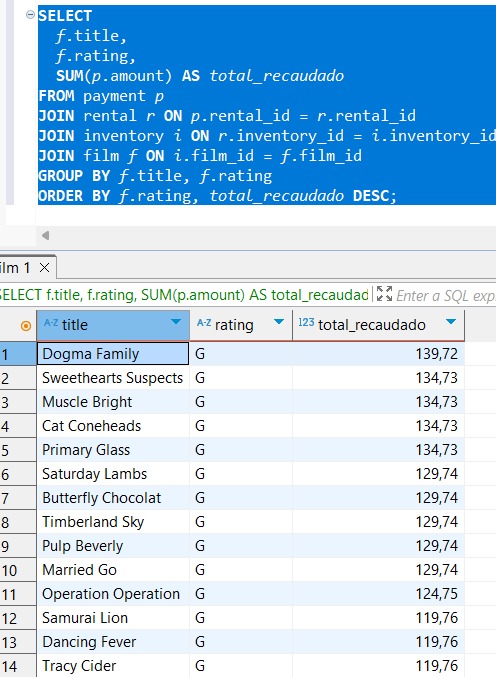 SELECT
f.title,
f.rating,
SUM(p.amount) AS total_recaudado
FROM payment p
JOIN rental r ON p.rental_id = r.rental_id
JOIN inventory i ON r.inventory_id = i.inventory_id
JOIN film f ON i.film_id = f.film_id
GROUP BY f.title, f.rating
ORDER BY f.rating, total_recaudado DESC;
ilm 1
SELECT f.title, f.rating, SUM(p.amount) AS total_recaudad Enter a SQL exp
A-Z title A-Z rating 123 total_recaudado
1 Dogma Family G 139,72
2 Sweethearts Suspects G 134,73
3 Muscle Bright G 134,73
4 Cat Coneheads G 134,73
5 Primary Glass G 134,73
6 Saturday Lambs G 129,74
7 Butterfly Chocolat G 129,74
8 Timberland Sky G 129,74
9 Pulp Beverly G 129,74
10 Married Go G 129,74
11 Operation Operation G 124,75
12 Samurai Lion G 119,76
13 Dancing Fever G 119,76
14 Tracy Cider G 119,76